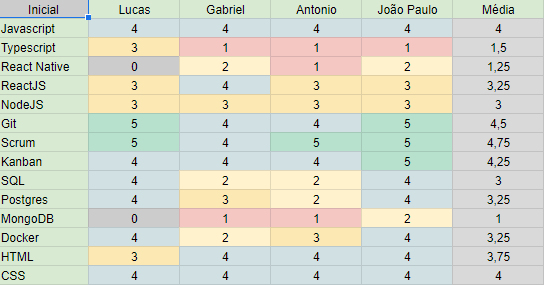 Inicial Lucas Gabriel Antonio João Paulo Média
Javascript 4 4 4 4 4
Typescript 3 1 1 1 1,5
React Native 0 2 1 2 1,25
ReactJS 3 4 3 3 3,25
NodeJS 3 3 3 3 3
Git 5 4 4 5 4,5
Scrum 5 4 5 5 4,75
Kanban 4 4 4 5 4,25
SQL 4 2 2 4 3
Postgres 4 3 2 4 3,25
MongoDB 0 1 1 2 1
Docker 4 2 3 4 3,25
HTML 3 4 4 4 3,75
CSS 4 4 4 4 4